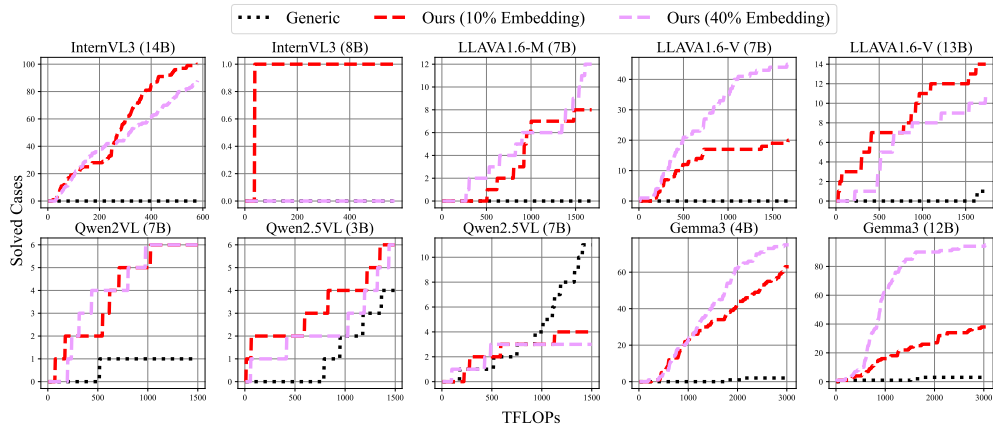 Generic Ours (10% Embedding) Ours (40% Embedding)
InternVL3 (14B) InternVL3 (8B) LLAVA1.6-M (7B) LLAVA1.6-V (7B) LLAVA1.6-V (13B)
100 1.0 12 40 14
80 0.8 10 30 12
60 0.6 8 20 10
40 0.4 6 10 8
20 0.2 4 0 6
0 0.0 2 4
0 2
0
0 200 400 600 0 200 400 0 500 1000 1500 0 500 1000 1500 0 500 1000 1500
Solved Cases
Qwen2VL (7B) Qwen2.5VL (3B) Qwen2.5VL (7B) Gemma3 (4B) Gemma3 (12B)
6 6 10 60 80
5 5 8 40 60
4 4 6 20 40
3 3 4 0 20
2 2 2 0
1 1 0
0 0
0 500 1000 1500 0 500 1000 1500 0 500 1000 1500 0 1000 2000 3000 0 1000 2000 3000
TFLOPs